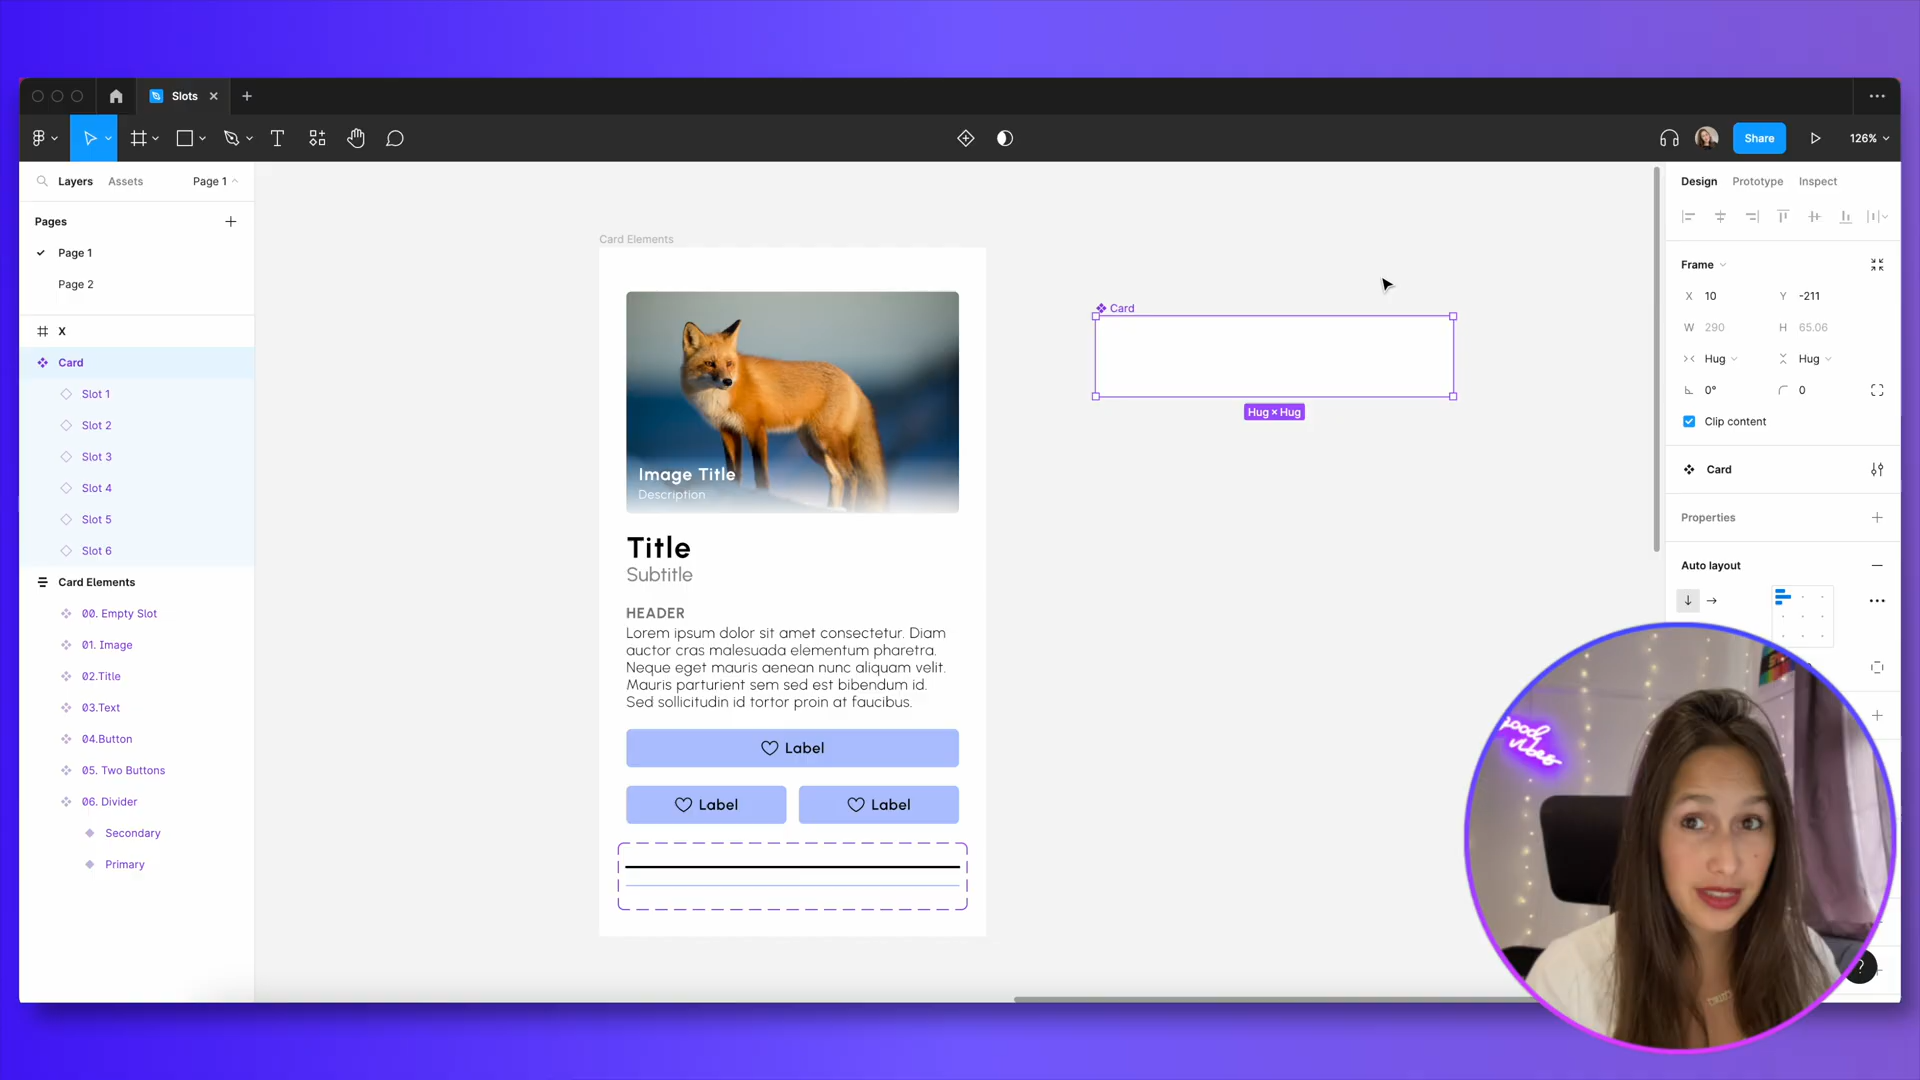 Slots
Share
126%
Layers
Assets
Page 1
Pages
Page 1
Page 2
X
Card
Slot 1
Slot 2
Slot 3
Slot 4
Slot 5
Slot 6
Card Elements
00. Empty Slot
01. Image
02.Title
03.Text
04.Button
05. Two Buttons
06. Divider
Secondary
Primary
Card Elements
Image Title
Description
Title
Subtitle
HEADER
Lorem ipsum dolor sit amet consectetur. Diam
auctor cras malesuada elementum pharetra.
Neque eget mauris aenean nunc aliquam velit.
Mauris parturient sem sed est bibendum id.
Sed sollicitudin id tortor proin at faucibus.
Label
Label
Label
Card
Hug × Hug
Design
Prototype
Inspect
Frame
X 10
Y -211
W 290
H 65.06
Hug
Hug
0°
0
Clip content
Card
Properties
Auto layout
good
vibes
?